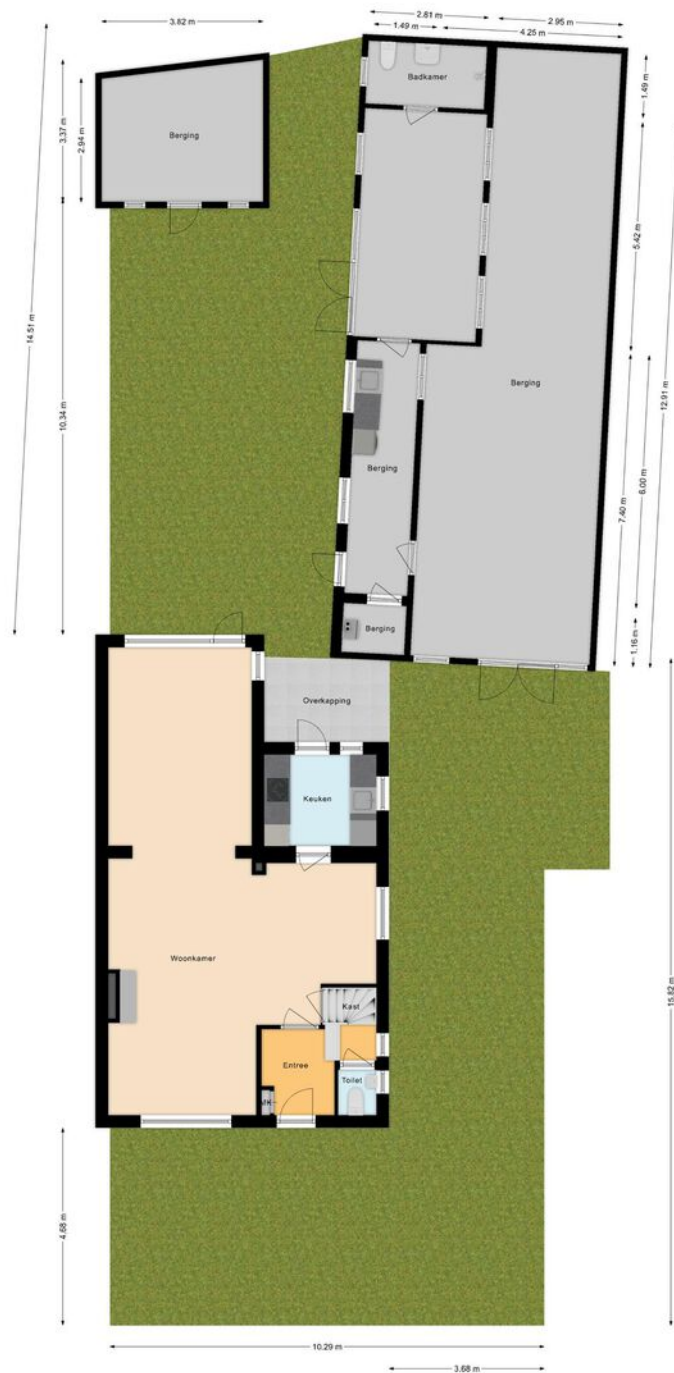 2.81 m
3.82 m
1.49 m
2.95 m
4.25 m
Badkamer
1.49 m
3.37 m
2.94 m
Berging
5.42 m
14.51 m
Berging
12.91 m
10.34 m
Berging
6.00 m
7.40 m
Berging
1.16 m
Overkapping
Keuken
Woonkamer
15.82 m
Kast
Entree
Toilet
MK
4.68 m
10.29 m
3.68 m